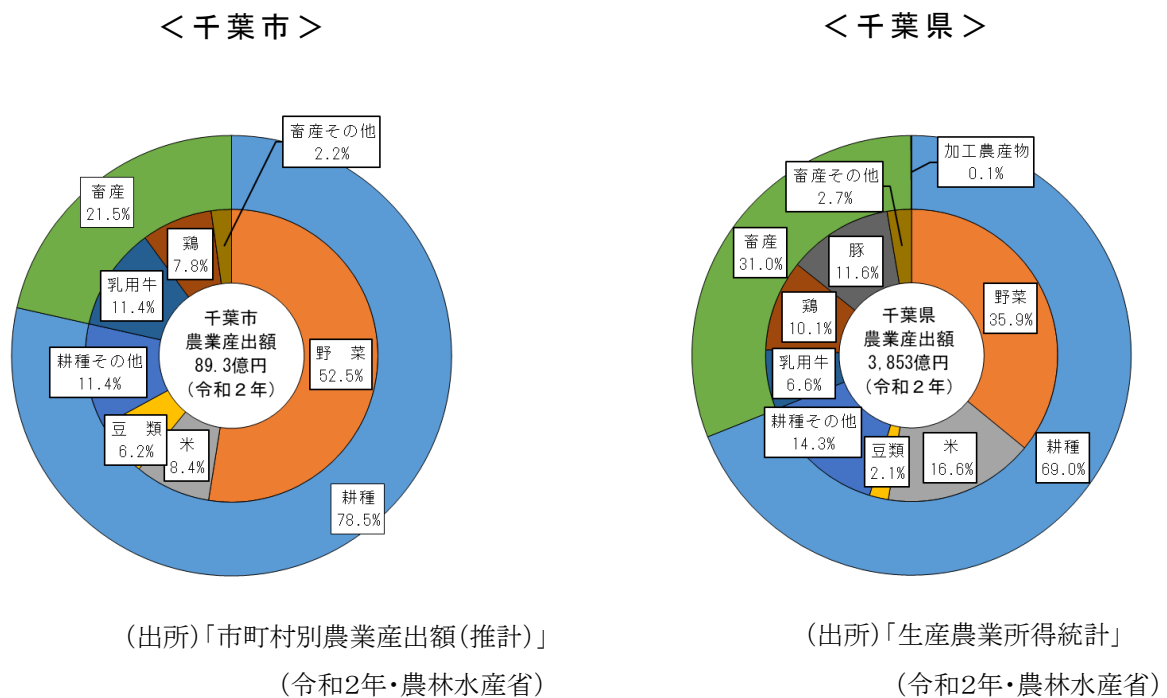 ＜千葉市＞
畜産その他
2.2%
畜産
21.5%
鶏
7.8%
乳用牛
11.4%
千葉市
農業産出額
89.3億円
(令和２年)
野　菜
52.5%
耕種その他
11.4%
豆　類
6.2%
米
8.4%
耕種
78.5%
(出所)「市町村別農業産出額(推計)」
(令和2年・農林水産省)
＜千葉県＞
加工農産物
0.1%
畜産その他
2.7%
畜産
31.0%
豚
11.6%
鶏
10.1%
野菜
35.9%
千葉県
農業産出額
3,853億円
(令和２年)
乳用牛
6.6%
耕種その他
14.3%
豆類
2.1%
米
16.6%
耕種
69.0%
(出所)「生産農業所得統計」
(令和2年・農林水産省)